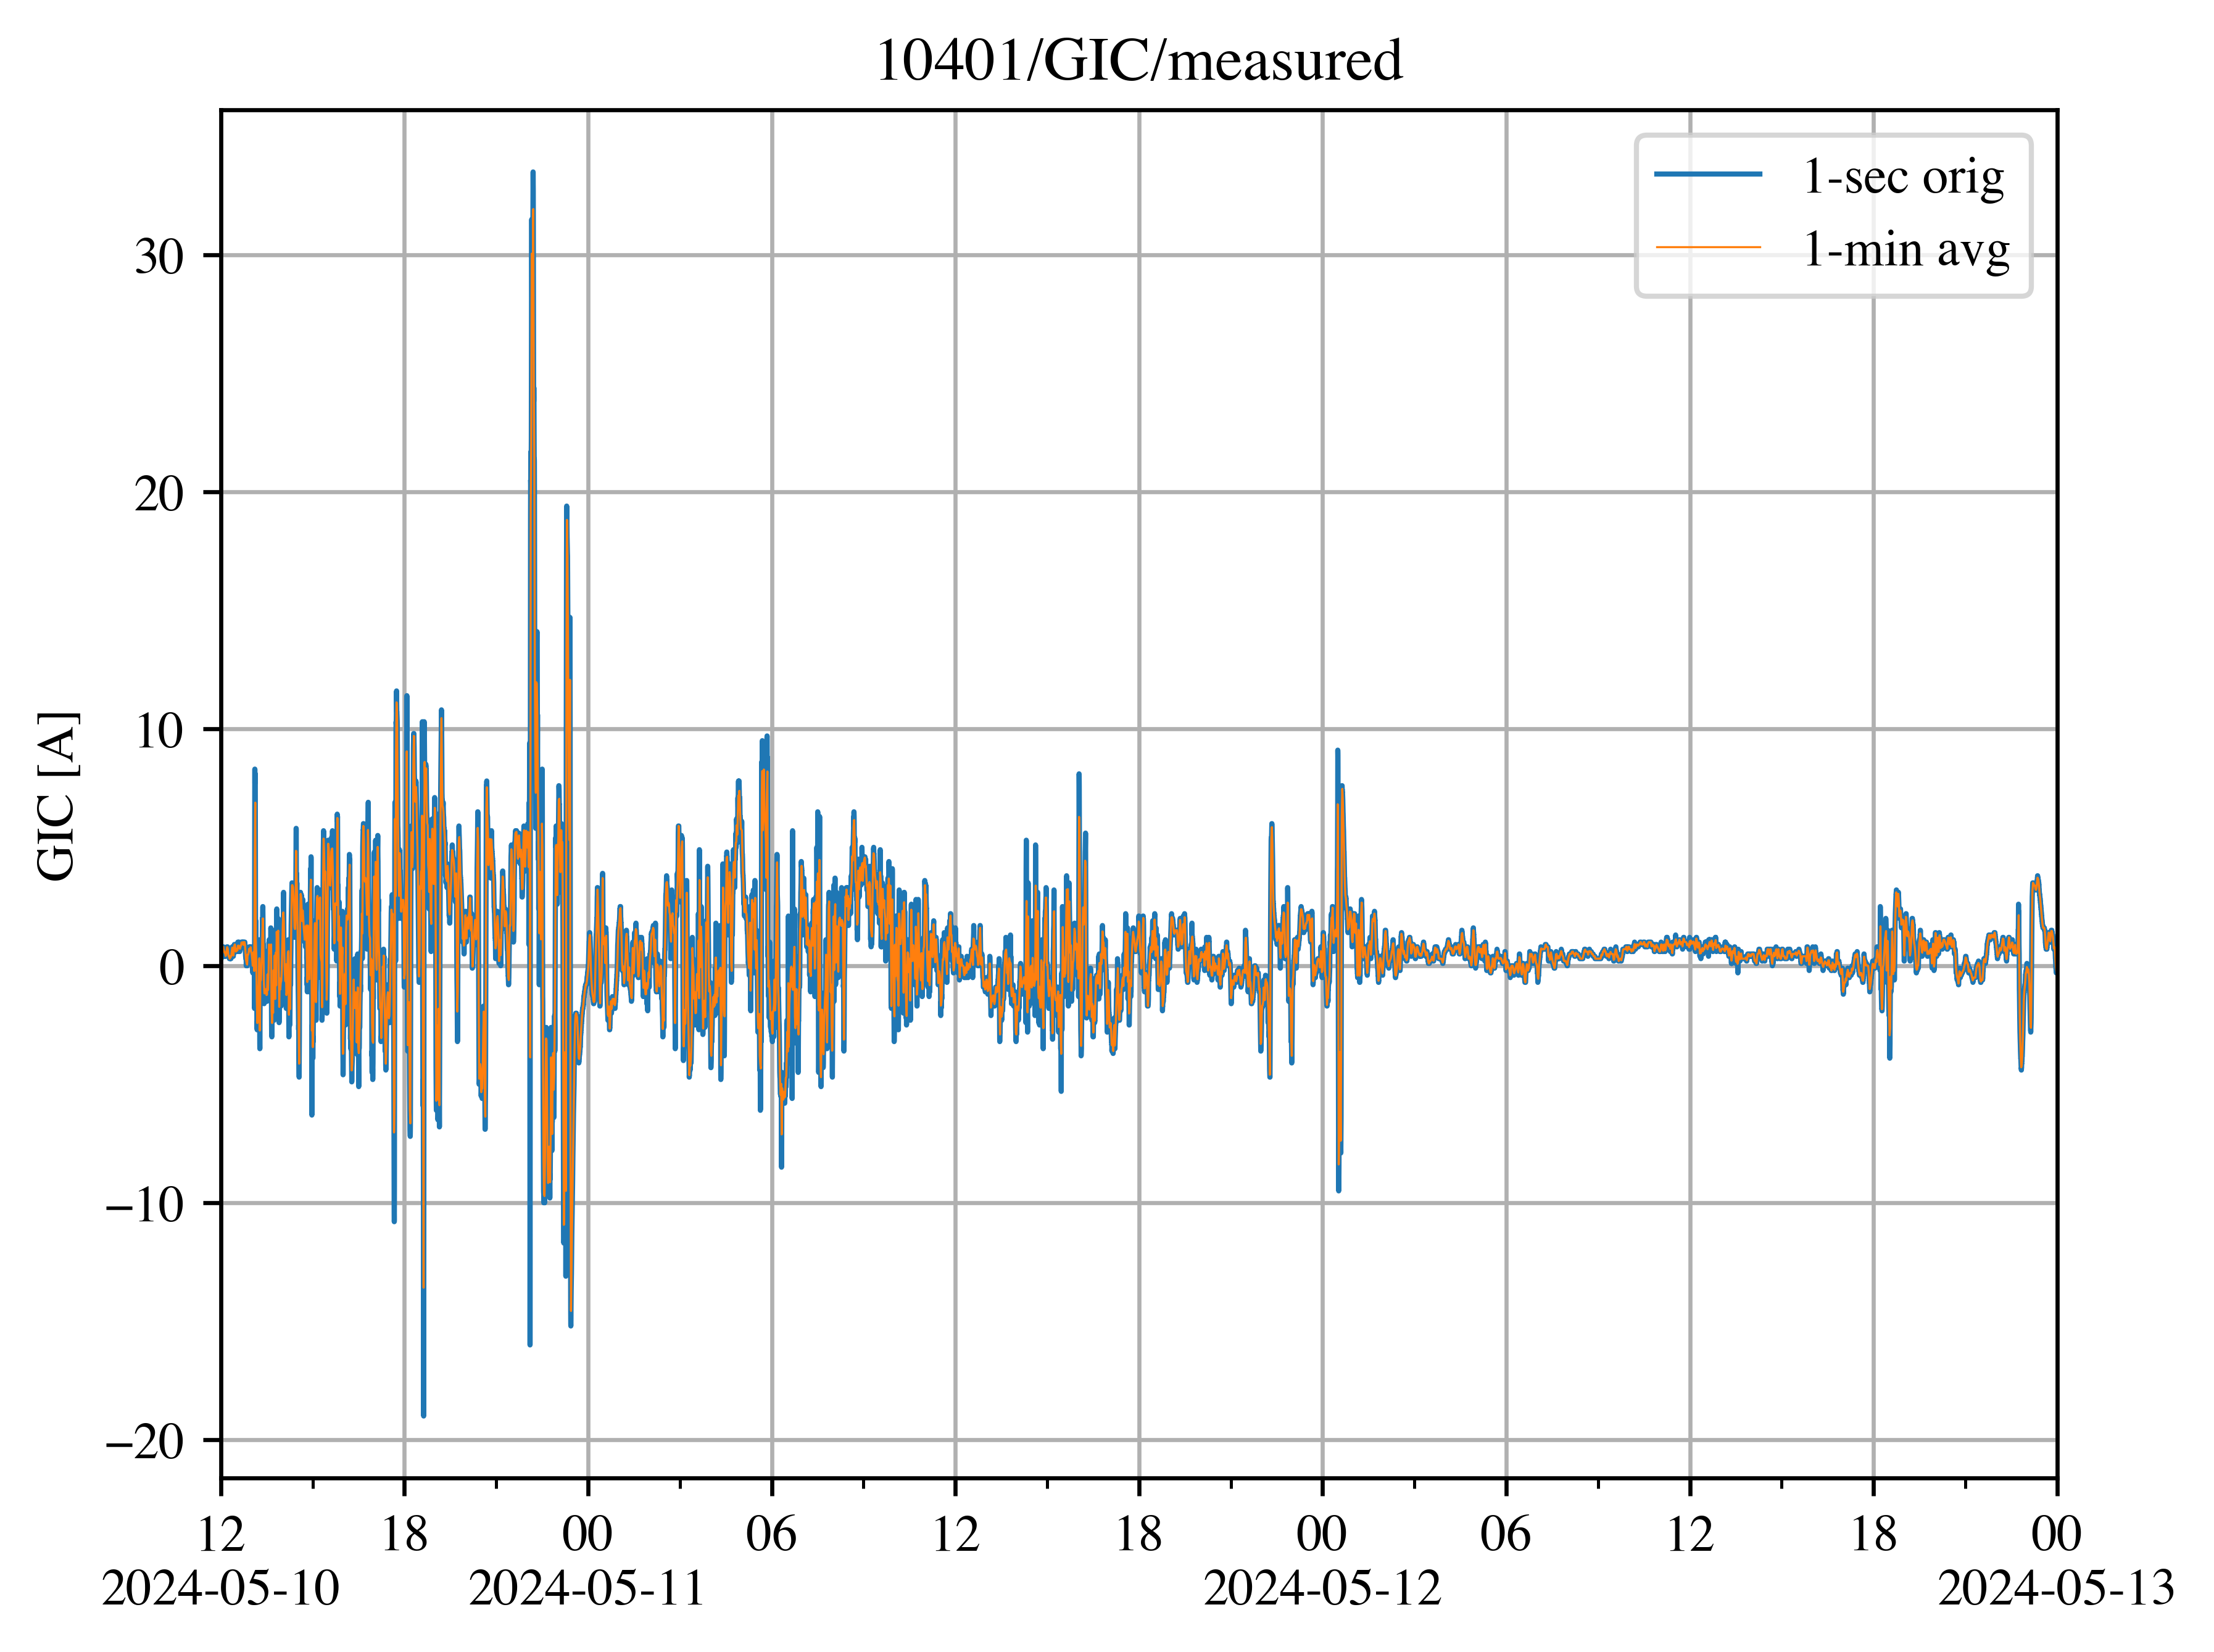 10401/GIC/measured
1-sec orig
1-min avg
GIC [A]
30
20
10
0
−10
−20
12 18 00 06 12 18 00 06 12 18 00
2024-05-10 2024-05-11 2024-05-12 2024-05-13